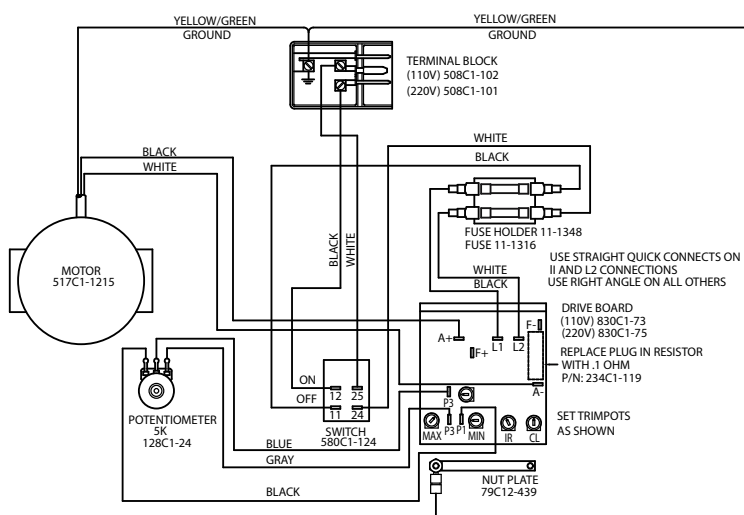 YELLOW/GREEN
GROUND
YELLOW/GREEN
GROUND
TERMINAL BLOCK
(110V) 508C1-102
(220V) 508C1-101
BLACK
WHITE
WHITE
BLACK
BLACK
WHITE
FUSE HOLDER 11-1348
FUSE 11-1316
MOTOR
517C1-1215
WHITE
BLACK
USE STRAIGHT QUICK CONNECTS ON
II AND L2 CONNECTIONS
USE RIGHT ANGLE ON ALL OTHERS
DRIVE BOARD
(110V) 830C1-73
(220V) 830C1-75
REPLACE PLUG IN RESISTOR
WITH .1 OHM
P/N: 234C1-119
A+
F+
L1
L2
F-
A-
ON
OFF
12
25
11
24
SWITCH
580C1-124
POTENTIOMETER
5K
128C1-24
P3
MAX
P3
P1
MIN
IR
CL
SET TRIMPOTS
AS SHOWN
BLUE
GRAY
BLACK
NUT PLATE
79C12-439